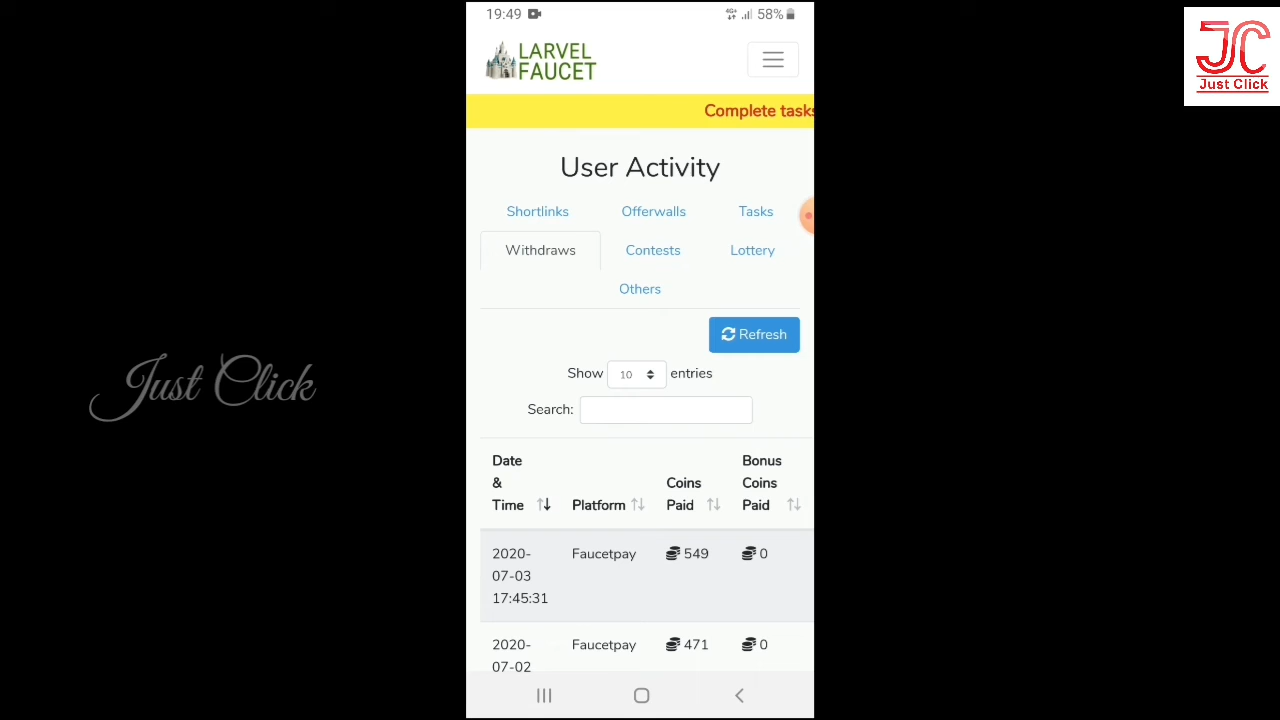 19:49
4G+
58%
JC
Just Click
LARVEL
FAUCET
Complete tasks
User Activity
Shortlinks
Offerwalls
Tasks
Withdraws
Contests
Lottery
Others
Refresh
Show 10 entries
Search:
Date
&
Time
Platform
Coins
Paid
Bonus
Coins
Paid
2020-
07-03
17:45:31
Faucetpay
549
0
2020-
07-02
Faucetpay
471
0
Just Click